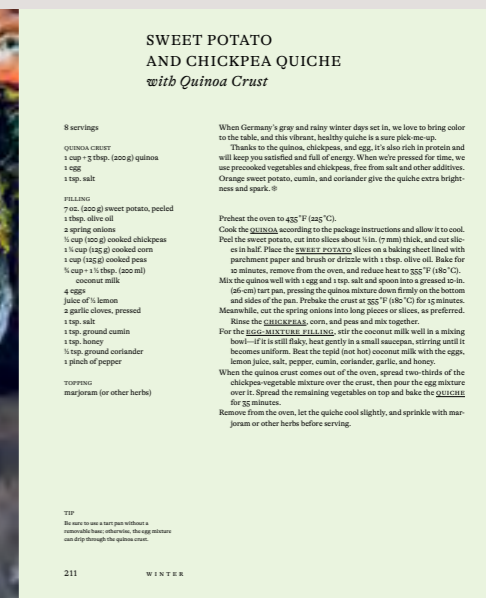 SWEET POTATO
AND CHICKPEA QUICHE
with Quinoa Crust
8 servings
QUINOA CRUST
1 cup + 3 tbsp. (200 g) quinoa
1 egg
1 tsp. salt
FILLING
7 oz. (200 g) sweet potato, peeled
1 tbsp. olive oil
2 spring onions
½ cup (100 g) cooked chickpeas
1 ¼ cup (125 g) cooked corn
1 cup (125 g) cooked peas
¾ cup + 1 ½ tbsp. (200 ml)
coconut milk
4 eggs
juice of ½ lemon
2 garlic cloves, pressed
1 tsp. salt
1 tsp. ground cumin
1 tsp. honey
½ tsp. ground coriander
1 pinch of pepper
TOPPING
marjoram (or other herbs)
When Germany's gray and rainy winter days set in, we love to bring color
to the table, and this vibrant, healthy quiche is a sure pick-me-up.
Thanks to the quinoa, chickpeas, and egg, it's also rich in protein and
will keep you satisfied and full of energy. When we're pressed for time, we
use precooked vegetables and chickpeas, free from salt and other additives.
Orange sweet potato, cumin, and coriander give the quiche extra bright-
ness and spark.
Preheat the oven to 435 °F (225 °C).
Cook the QUINOA according to the package instructions and allow it to cool.
Peel the sweet potato, cut into slices about ¼ in. (7 mm) thick, and cut slic-
es in half. Place the SWEET POTATO slices on a baking sheet lined with
parchment paper and brush or drizzle with 1 tbsp. olive oil. Bake for
10 minutes, remove from the oven, and reduce heat to 355 °F (180 °C).
Mix the quinoa well with 1 egg and 1 tsp. salt and spoon into a greased 10-in.
(26-cm) tart pan, pressing the quinoa mixture down firmly on the bottom
and sides of the pan. Prebake the crust at 355 °F (180 °C) for 15 minutes.
Meanwhile, cut the spring onions into long pieces or slices, as preferred.
Rinse the CHICKPEAS, corn, and peas and mix together.
For the EGG-MIXTURE FILLING, stir the coconut milk well in a mixing
bowl—if it is still flaky, heat gently in a small saucepan, stirring until it
becomes uniform. Beat the tepid (not hot) coconut milk with the eggs,
lemon juice, salt, pepper, cumin, coriander, garlic, and honey.
When the quinoa crust comes out of the oven, spread two-thirds of the
chickpea-vegetable mixture over the crust, then pour the egg mixture
over it. Spread the remaining vegetables on top and bake the QUICHE
for 35 minutes.
Remove from the oven, let the quiche cool slightly, and sprinkle with mar-
joram or other herbs before serving.
TIP
Be sure to use a tart pan without a
removable base; otherwise, the egg mixture
can drip through the quinoa crust.
211 WINTER